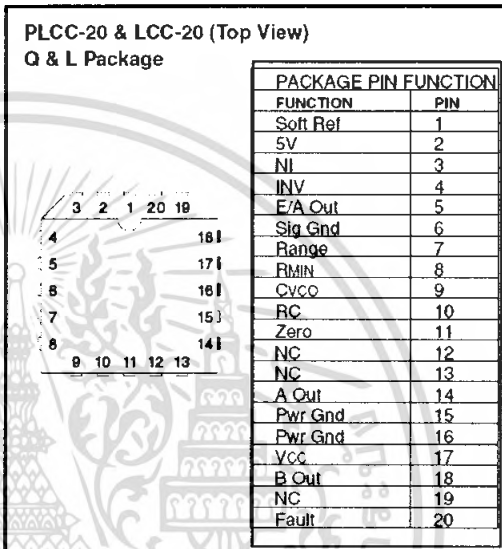 PLCC-20 & LCC-20 (Top View)
Q & L Package
3 2 1 20 19
4 18
5 17
6 16
7 15
8 14
9 10 11 12 13
PACKAGE PIN FUNCTION
FUNCTION PIN
Soft Ref 1
5V 2
NI 3
INV 4
E/A Out 5
Sig Gnd 6
Range 7
RMIN 8
CVCO 9
RC 10
Zero 11
NC 12
NC 13
A Out 14
Pwr Gnd 15
Pwr Gnd 16
VCC 17
B Out 18
NC 19
Fault 20